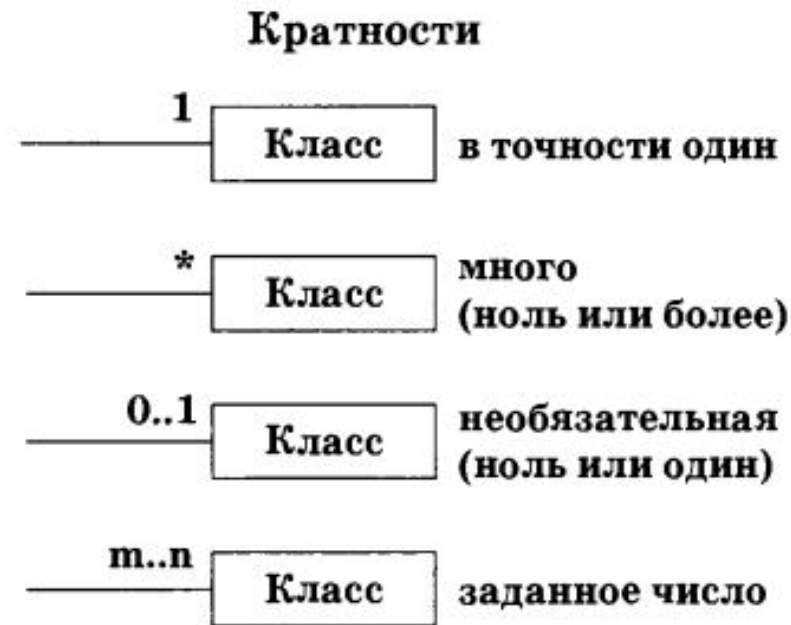 Кратности
1
Класс в точности один
*
Класс много
(ноль или более)
0..1
Класс необязательная
(ноль или один)
m..n
Класс заданное число